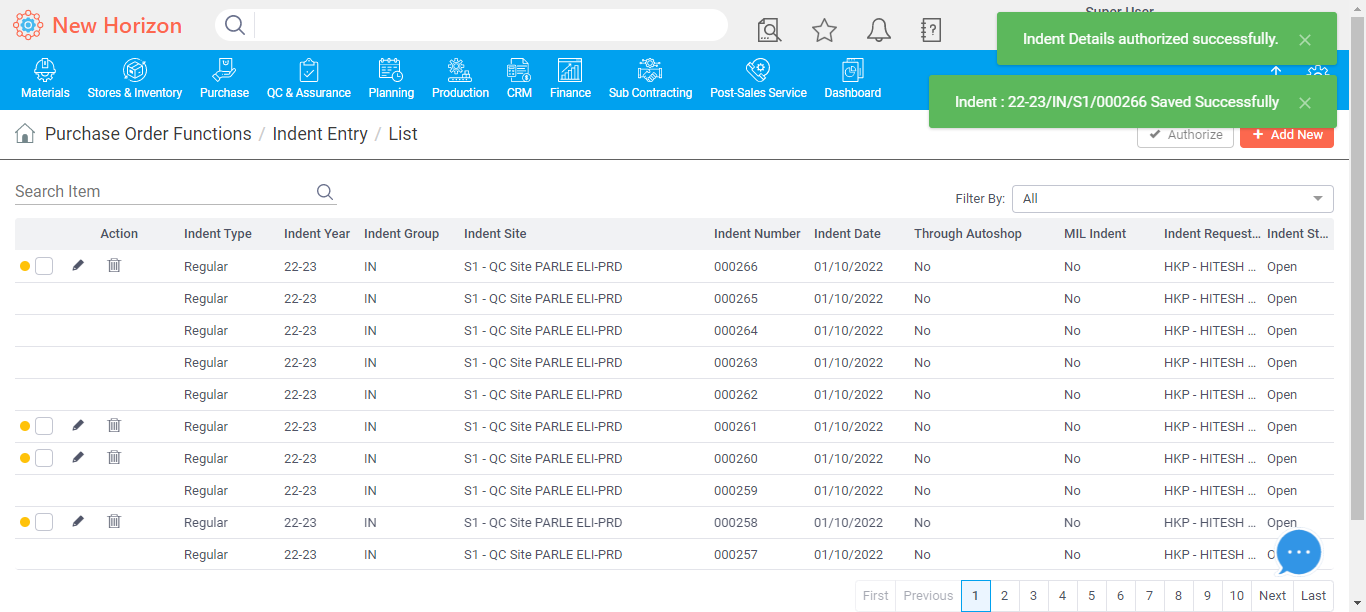 New Horizon
Super User
Indent Details authorized successfully.
Materials Stores & Inventory Purchase QC & Assurance Planning Production CRM Finance Sub Contracting Post-Sales Service Dashboard
Indent : 22-23/IN/S1/000266 Saved Successfully
Purchase Order Functions / Indent Entry / List
Authorize + Add New
Search Item
Filter By: All
Action Indent Type Indent Year Indent Group Indent Site Indent Number Indent Date Through Autoshop MIL Indent Indent Request... Indent St...
Regular 22-23 IN S1 - QC Site PARLE ELI-PRD 000266 01/10/2022 No No HKP - HITESH ... Open
Regular 22-23 IN S1 - QC Site PARLE ELI-PRD 000265 01/10/2022 No No HKP - HITESH ... Open
Regular 22-23 IN S1 - QC Site PARLE ELI-PRD 000264 01/10/2022 No No HKP - HITESH ... Open
Regular 22-23 IN S1 - QC Site PARLE ELI-PRD 000263 01/10/2022 No No HKP - HITESH ... Open
Regular 22-23 IN S1 - QC Site PARLE ELI-PRD 000262 01/10/2022 No No HKP - HITESH ... Open
Regular 22-23 IN S1 - QC Site PARLE ELI-PRD 000261 01/10/2022 No No HKP - HITESH ... Open
Regular 22-23 IN S1 - QC Site PARLE ELI-PRD 000260 01/10/2022 No No HKP - HITESH ... Open
Regular 22-23 IN S1 - QC Site PARLE ELI-PRD 000259 01/10/2022 No No HKP - HITESH ... Open
Regular 22-23 IN S1 - QC Site PARLE ELI-PRD 000258 01/10/2022 No No HKP - HITESH ... Open
Regular 22-23 IN S1 - QC Site PARLE ELI-PRD 000257 01/10/2022 No No HKP - HITESH ...
First Previous 1 2 3 4 5 6 7 8 9 10 Next Last